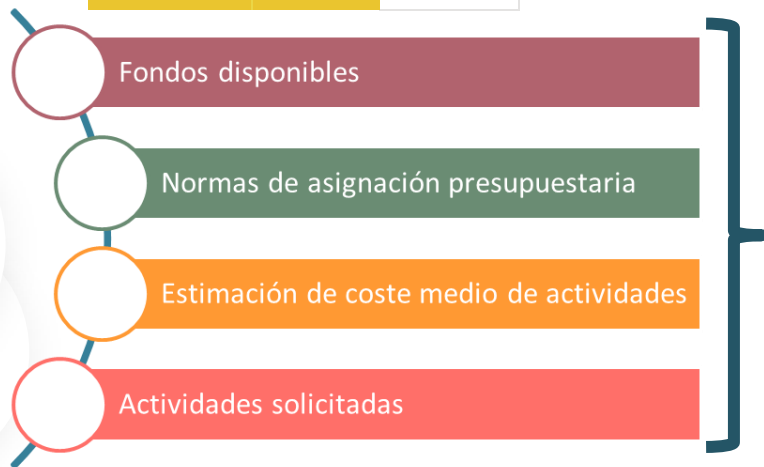 Fondos disponibles
Normas de asignación presupuestaria
Estimación de coste medio de actividades
Actividades solicitadas